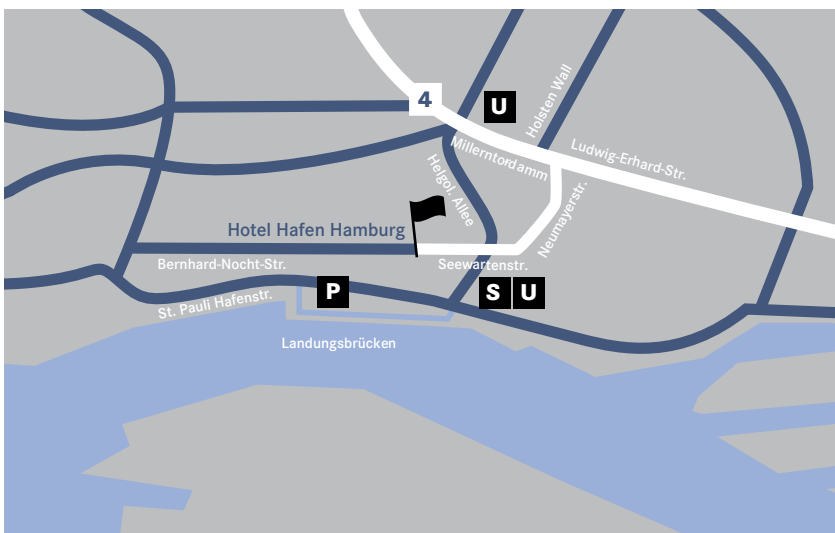 4
U
Holsten Wall
Millerntordamm
Ludwig-Erhard-Str.
Helgol. Allee
Neumayerstr.
Hotel Hafen Hamburg
Bernhard-Nocht-Str.
Seewartenstr.
P
S U
St. Pauli Hafenstr.
Landungsbrücken